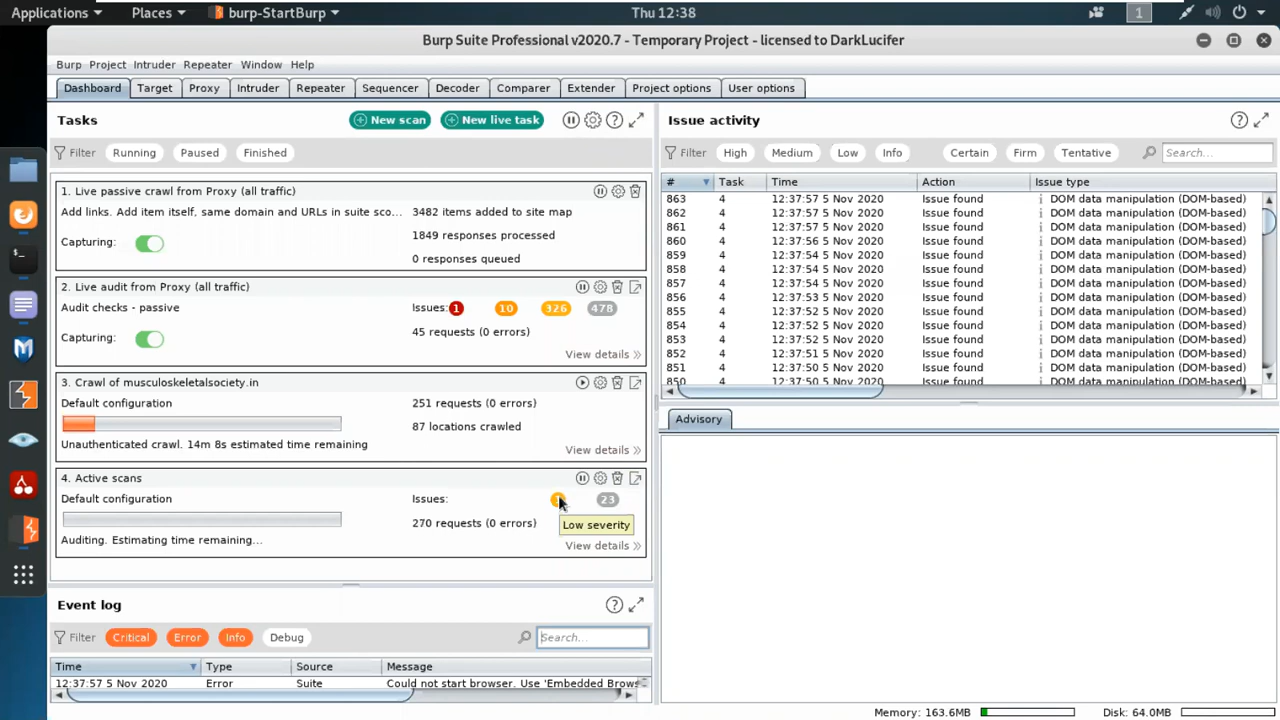 Applications Places burp-StartBurp Thu 12:38 1
Burp Suite Professional v2020.7 - Temporary Project - licensed to DarkLucifer
Burp Project Intruder Repeater Window Help
Dashboard Target Proxy Intruder Repeater Sequencer Decoder Comparer Extender Project options User options
Tasks New scan New live task
Filter Running Paused Finished
1. Live passive crawl from Proxy (all traffic)
Add links. Add item itself, same domain and URLs in suite sco... 3482 items added to site map
1849 responses processed
Capturing:
0 responses queued
2. Live audit from Proxy (all traffic)
Audit checks - passive Issues: 1 10 326 478
45 requests (0 errors)
Capturing:
View details
3. Crawl of musculoskeletalsociety.in
Default configuration 251 requests (0 errors)
87 locations crawled
Unauthenticated crawl. 14m 8s estimated time remaining
View details
4. Active scans
Default configuration Issues: 23
270 requests (0 errors) Low severity
Auditing. Estimating time remaining...
View details
Event log
Filter Critical Error Info Debug Search...
Time Type Source Message
12:37:57 5 Nov 2020 Error Suite Could not start browser. Use 'Embedded Brows
Issue activity
Filter High Medium Low Info Certain Firm Tentative Search...
# Task Time Action Issue type
863 4 12:37:57 5 Nov 2020 Issue found DOM data manipulation (DOM-based)
862 4 12:37:57 5 Nov 2020 Issue found DOM data manipulation (DOM-based)
861 4 12:37:57 5 Nov 2020 Issue found DOM data manipulation (DOM-based)
860 4 12:37:56 5 Nov 2020 Issue found DOM data manipulation (DOM-based)
859 4 12:37:54 5 Nov 2020 Issue found DOM data manipulation (DOM-based)
858 4 12:37:54 5 Nov 2020 Issue found DOM data manipulation (DOM-based)
857 4 12:37:54 5 Nov 2020 Issue found DOM data manipulation (DOM-based)
856 4 12:37:53 5 Nov 2020 Issue found DOM data manipulation (DOM-based)
855 4 12:37:52 5 Nov 2020 Issue found DOM data manipulation (DOM-based)
854 4 12:37:52 5 Nov 2020 Issue found DOM data manipulation (DOM-based)
853 4 12:37:52 5 Nov 2020 Issue found DOM data manipulation (DOM-based)
852 4 12:37:51 5 Nov 2020 Issue found DOM data manipulation (DOM-based)
851 4 12:37:50 5 Nov 2020 Issue found DOM data manipulation (DOM-based)
850 4 12:37:50 5 Nov 2020 Issue found DOM data manipulation (DOM-based)
Advisory
Memory: 163.6MB Disk: 64.0MB